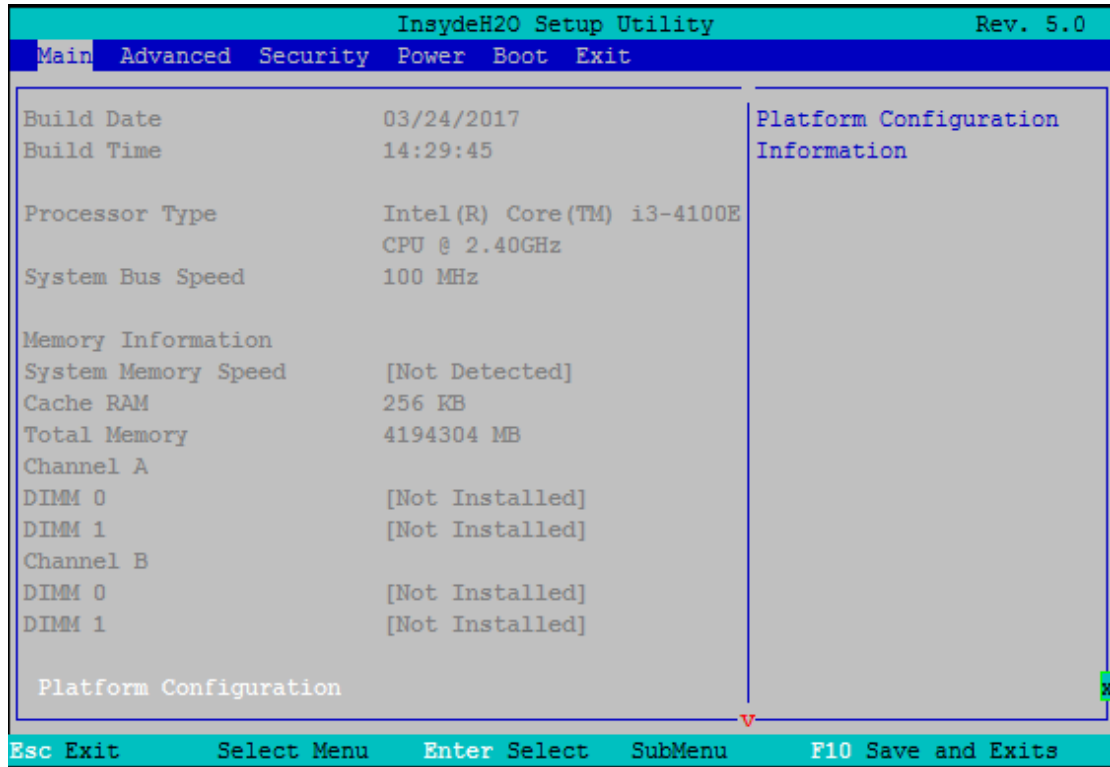 InsydeH2O Setup Utility Rev. 5.0
Main Advanced Security Power Boot Exit
Build Date 03/24/2017
Build Time 14:29:45
Processor Type Intel(R) Core(TM) i3-4100E
CPU @ 2.40GHz
System Bus Speed 100 MHz
Memory Information
System Memory Speed [Not Detected]
Cache RAM 256 KB
Total Memory 4194304 MB
Channel A
DIMM 0 [Not Installed]
DIMM 1 [Not Installed]
Channel B
DIMM 0 [Not Installed]
DIMM 1 [Not Installed]
Platform Configuration
Platform Configuration
Information
x
v
Esc Exit Select Menu Enter Select SubMenu F10 Save and Exits